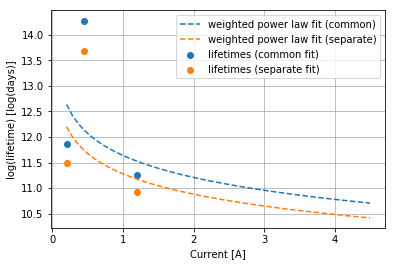 weighted power law fit (common)
weighted power law fit (separate)
lifetimes (common fit)
lifetimes (separate fit)
log(lifetime) [log(days)]
14.0
13.5
13.0
12.5
12.0
11.5
11.0
10.5
0 1 2 3 4
Current [A]